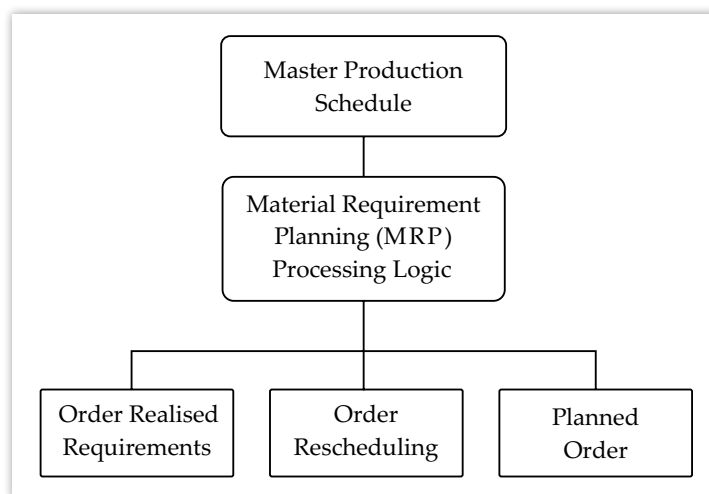 Master Production
Schedule
Material Requirement
Planning (MRP)
Processing Logic
Order Realised
Requirements
Order
Rescheduling
Planned
Order